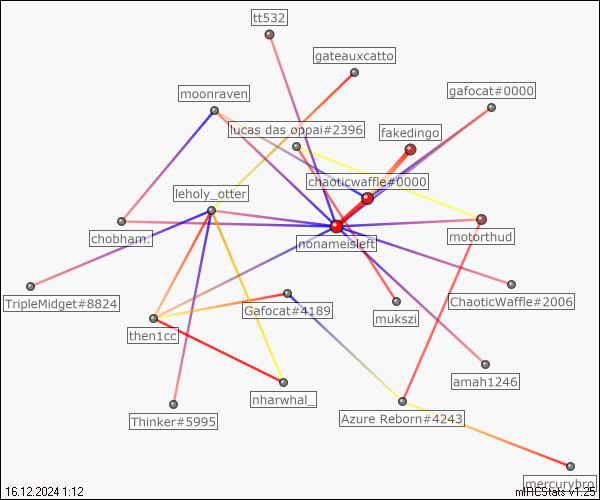 tt532
gateauxcatto
moonraven
gafocat#0000
lucas das oppai#2396
fakedingo
chaoticwaffle#0000
leholy_otter
chobham.
nonameisleft
motorthud
TripleMidget#8824
Gafocat#4189
ChaoticWaffle#2006
mukszi
then1cc
amah1246
nharwhal_
Thinker#5995
Azure Reborn#4243
mercurybro
16.12.2024 1:12
mIRCStats v1.25